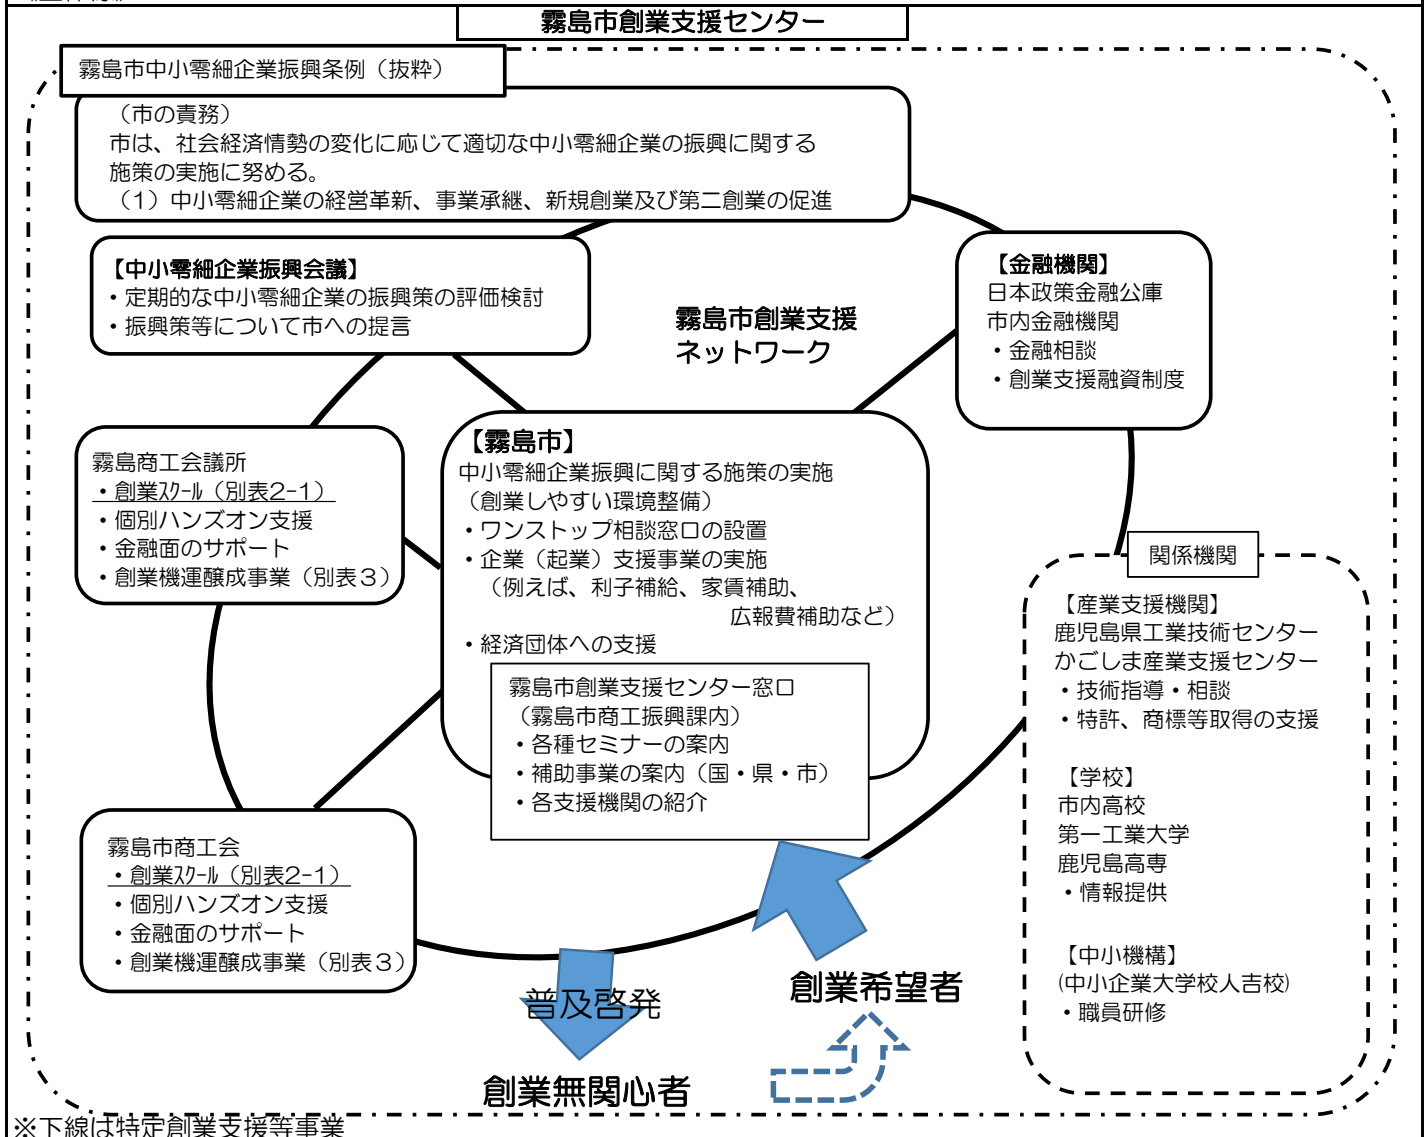 霧島市創業支援センター
霧島市中小零細企業振興条例（抜粋）
（市の責務）
市は、社会経済情勢の変化に応じて適切な中小零細企業の振興に関する
施策の実施に努める。
（1）中小零細企業の経営革新、事業承継、新規創業及び第二創業の促進
【中小零細企業振興会議】
・定期的な中小零細企業の振興策の評価検討
・振興策等について市への提言
霧島市創業支援
ネットワーク
【金融機関】
日本政策金融公庫
市内金融機関
・金融相談
・創業支援融資制度
霧島商工会議所
・創業ｽｸｰﾙ（別表2-1）
・個別ハンズオン支援
・金融面のサポート
・創業機運醸成事業（別表３）
【霧島市】
中小零細企業振興に関する施策の実施
（創業しやすい環境整備）
・ワンストップ相談窓口の設置
・企業（起業）支援事業の実施
（例えば、利子補給、家賃補助、
広報費補助など）
・経済団体への支援
霧島市創業支援センター窓口
（霧島市商工振興課内）
・各種セミナーの案内
・補助事業の案内（国・県・市）
・各支援機関の紹介
関係機関
【産業支援機関】
鹿児島県工業技術センター
かごしま産業支援センター
・技術指導・相談
・特許、商標等取得の支援
【学校】
市内高校
第一工業大学
鹿児島高専
・情報提供
【中小機構】
(中小企業大学校人吉校)
・職員研修
霧島市商工会
・創業ｽｸｰﾙ（別表2-1）
・個別ハンズオン支援
・金融面のサポート
・創業機運醸成事業（別表３）
普及啓発
創業希望者
創業無関心者
※下線は特定創業支援等事業